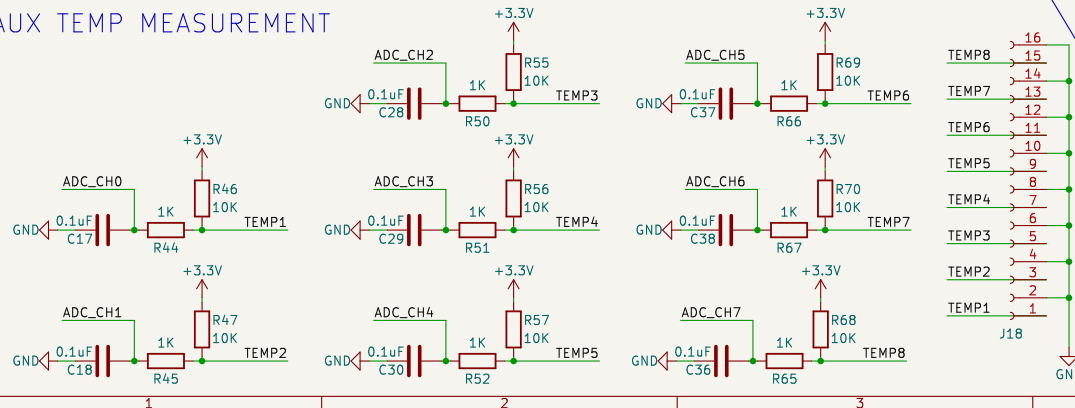 AUX TEMP MEASUREMENT
+3.3V
ADC_CH2
R55
10K
0.1uF
1K
GND
TEMP3
C28
R50
+3.3V
ADC_CH5
R69
10K
0.1uF
1K
GND
TEMP6
C37
R66
+3.3V
ADC_CH0
R46
10K
0.1uF
1K
GND
TEMP1
C17
R44
+3.3V
ADC_CH3
R56
10K
0.1uF
1K
GND
TEMP4
C29
R51
+3.3V
ADC_CH6
R70
10K
0.1uF
1K
GND
TEMP7
C38
R67
+3.3V
ADC_CH1
R47
10K
0.1uF
1K
GND
TEMP2
C18
R45
+3.3V
ADC_CH4
R57
10K
0.1uF
1K
GND
TEMP5
C30
R52
+3.3V
ADC_CH7
R68
10K
0.1uF
1K
GND
TEMP8
C36
R65
16
TEMP8 15
14
TEMP7 13
12
TEMP6 11
10
TEMP5 9
8
TEMP4 7
6
TEMP3 5
4
TEMP2 3
2
TEMP1 1
J18
GN
1
2
3